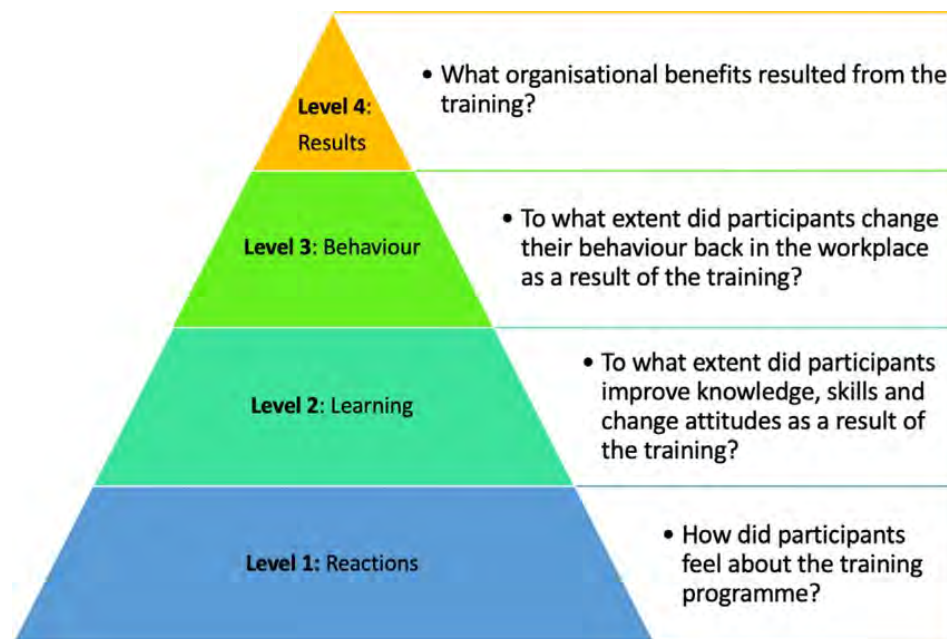 Level 4:
Results
• What organisational benefits resulted from the
training?
Level 3: Behaviour
• To what extent did participants change
their behaviour back in the workplace
as a result of the training?
Level 2: Learning
• To what extent did participants
improve knowledge, skills and
change attitudes as a result of
the training?
Level 1: Reactions
• How did participants
feel about the training
programme?